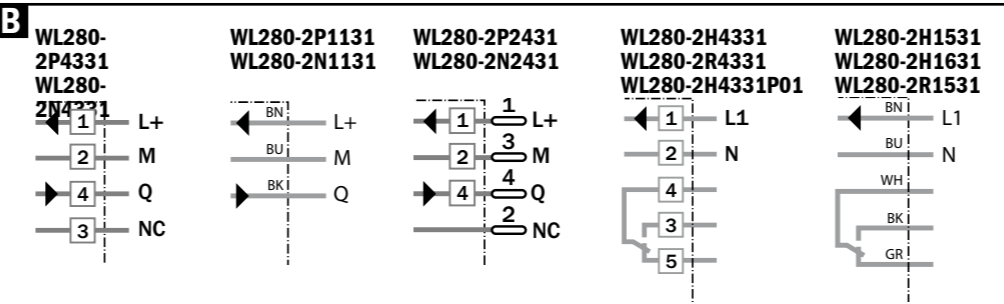 B
WL280-
2P4331
WL280-
2N4331
1 L+
2 M
4 Q
3 NC
WL280-2P1131
WL280-2N1131
BN L+
BU M
BK Q
WL280-2P2431
WL280-2N2431
1 1 L+
2 3 M
4 4 Q
2 NC
WL280-2H4331
WL280-2R4331
WL280-2H4331P01
1 L1
2 N
4
3
5
WL280-2H1531
WL280-2H1631
WL280-2R1531
BN L1
BU N
WH
BK
GR